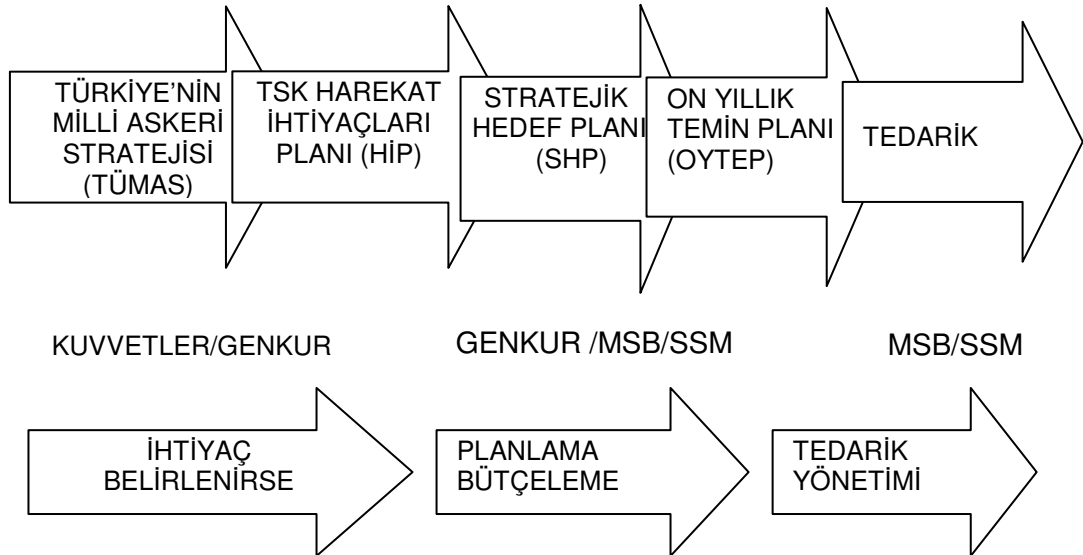 TÜRKİYE'NİN
MİLLİ ASKERİ
STRATEJİSİ
(TÜMAS)
TSK HAREKAT
İHTİYAÇLARI
PLANI (HİP)
STRATEJİK
HEDEF PLANI
(SHP)
ON YILLIK
TEMİN PLANI
(OYTEP)
TEDARİK
KUVVETLER/GENKUR
GENKUR /MSB/SSM
MSB/SSM
İHTİYAÇ
BELİRLENİRSE
PLANLAMA
BÜTÇELEME
TEDARİK
YÖNETİMİ